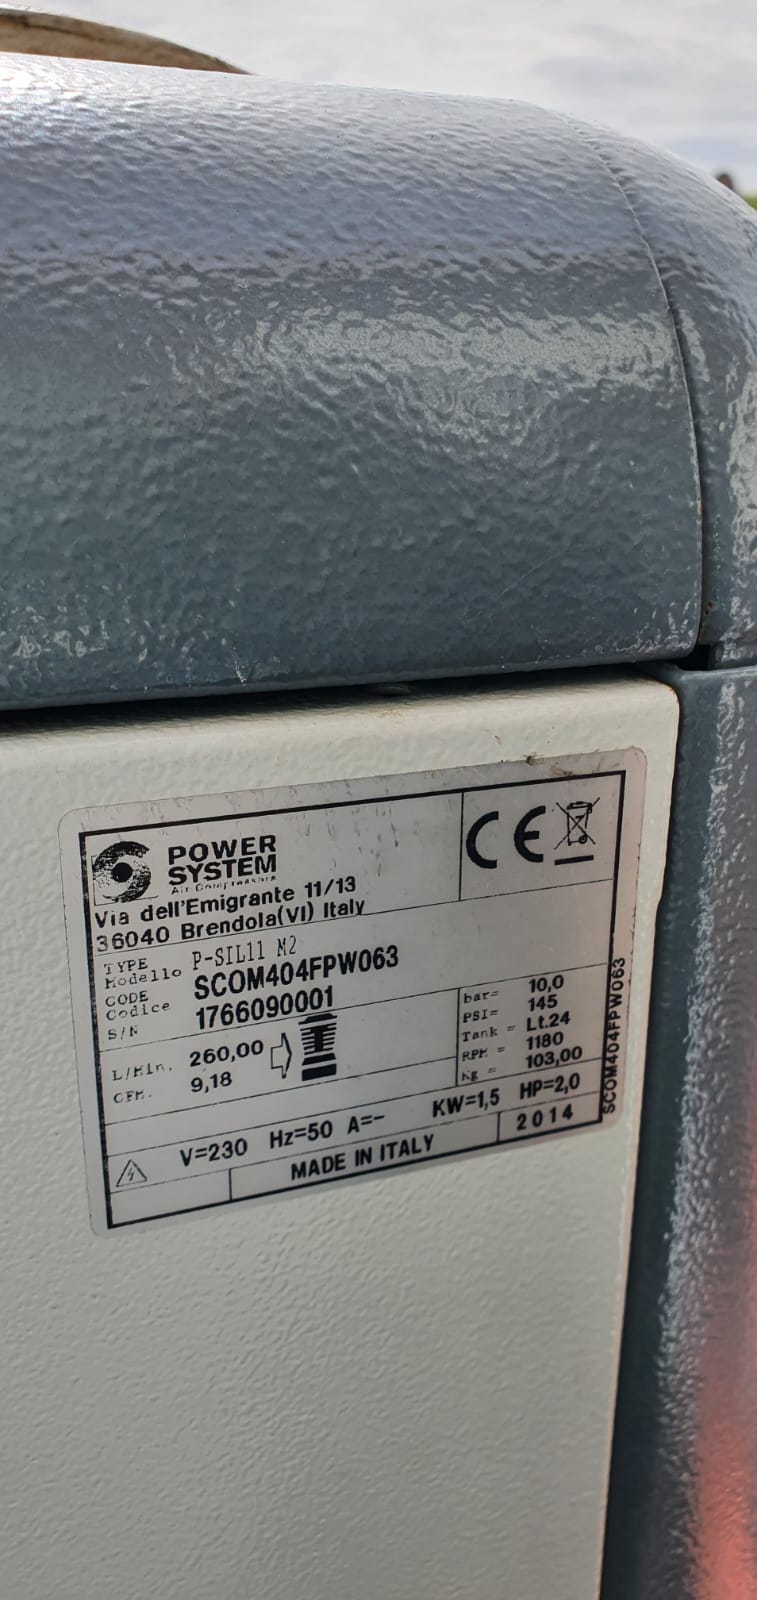 POWER
SYSTEM
Air Compressors
CE
Via dell'Emigrante 11/13
36040 Brendola(VI) Italy
TYPE
Modello P-SIL11 M2
CODE
Codice SCOM404FPW063
S/N 1766090001
L/Min. 260,00
CFM. 9,18
bar= 10,0
PSI= 145
Tank = Lt.24
RPM = 1180
Kg = 103,00
V=230 Hz=50 A=- KW=1,5 HP=2,0
MADE IN ITALY 2014
SCOM404FPW063